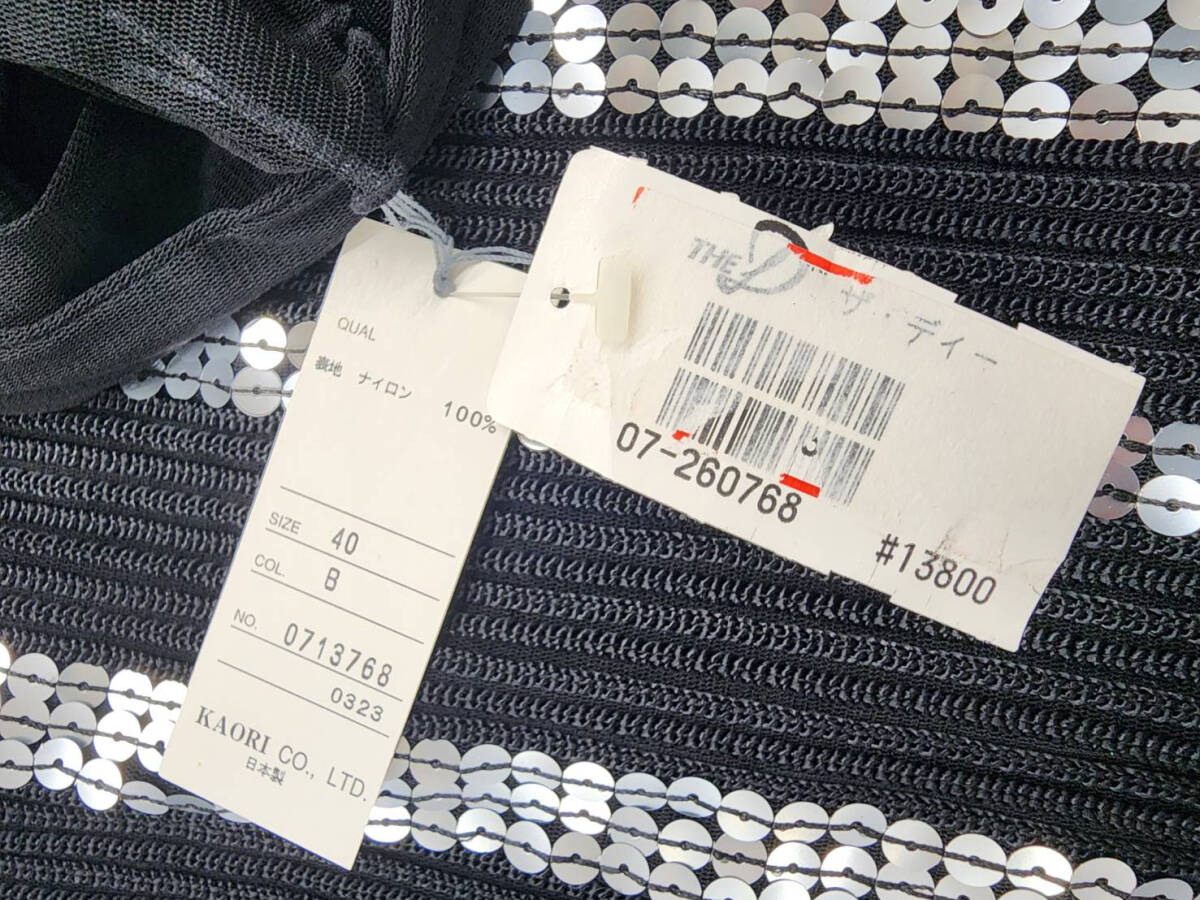 QUAL
裏地 ナイロン 100%
SIZE 40
COL. B
NO. 0713768
0323
KAORI CO., LTD.
日本製
THE D ザ・ディー
07-260768
#13800